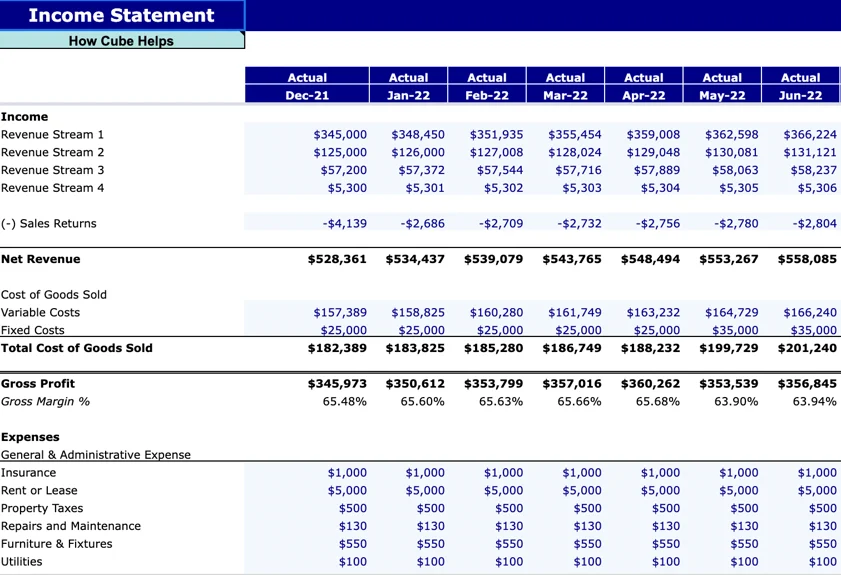 Income Statement
How Cube Helps
Actual Actual Actual Actual Actual Actual Actual
Dec-21 Jan-22 Feb-22 Mar-22 Apr-22 May-22 Jun-22
Income
Revenue Stream 1 $345,000 $348,450 $351,935 $355,454 $359,008 $362,598 $366,224
Revenue Stream 2 $125,000 $126,000 $127,008 $128,024 $129,048 $130,081 $131,121
Revenue Stream 3 $57,200 $57,372 $57,544 $57,716 $57,889 $58,063 $58,237
Revenue Stream 4 $5,300 $5,301 $5,302 $5,303 $5,304 $5,305 $5,306
(-) Sales Returns -$4,139 -$2,686 -$2,709 -$2,732 -$2,756 -$2,780 -$2,804
Net Revenue $528,361 $534,437 $539,079 $543,765 $548,494 $553,267 $558,085
Cost of Goods Sold
Variable Costs $157,389 $158,825 $160,280 $161,749 $163,232 $164,729 $166,240
Fixed Costs $25,000 $25,000 $25,000 $25,000 $25,000 $35,000 $35,000
Total Cost of Goods Sold $182,389 $183,825 $185,280 $186,749 $188,232 $199,729 $201,240
Gross Profit $345,973 $350,612 $353,799 $357,016 $360,262 $353,539 $356,845
Gross Margin % 65.48% 65.60% 65.63% 65.66% 65.68% 63.90% 63.94%
Expenses
General & Administrative Expense
Insurance $1,000 $1,000 $1,000 $1,000 $1,000 $1,000 $1,000
Rent or Lease $5,000 $5,000 $5,000 $5,000 $5,000 $5,000 $5,000
Property Taxes $500 $500 $500 $500 $500 $500 $500
Repairs and Maintenance $130 $130 $130 $130 $130 $130 $130
Furniture & Fixtures $550 $550 $550 $550 $550 $550 $550
Utilities $100 $100 $100 $100 $100 $100 $100